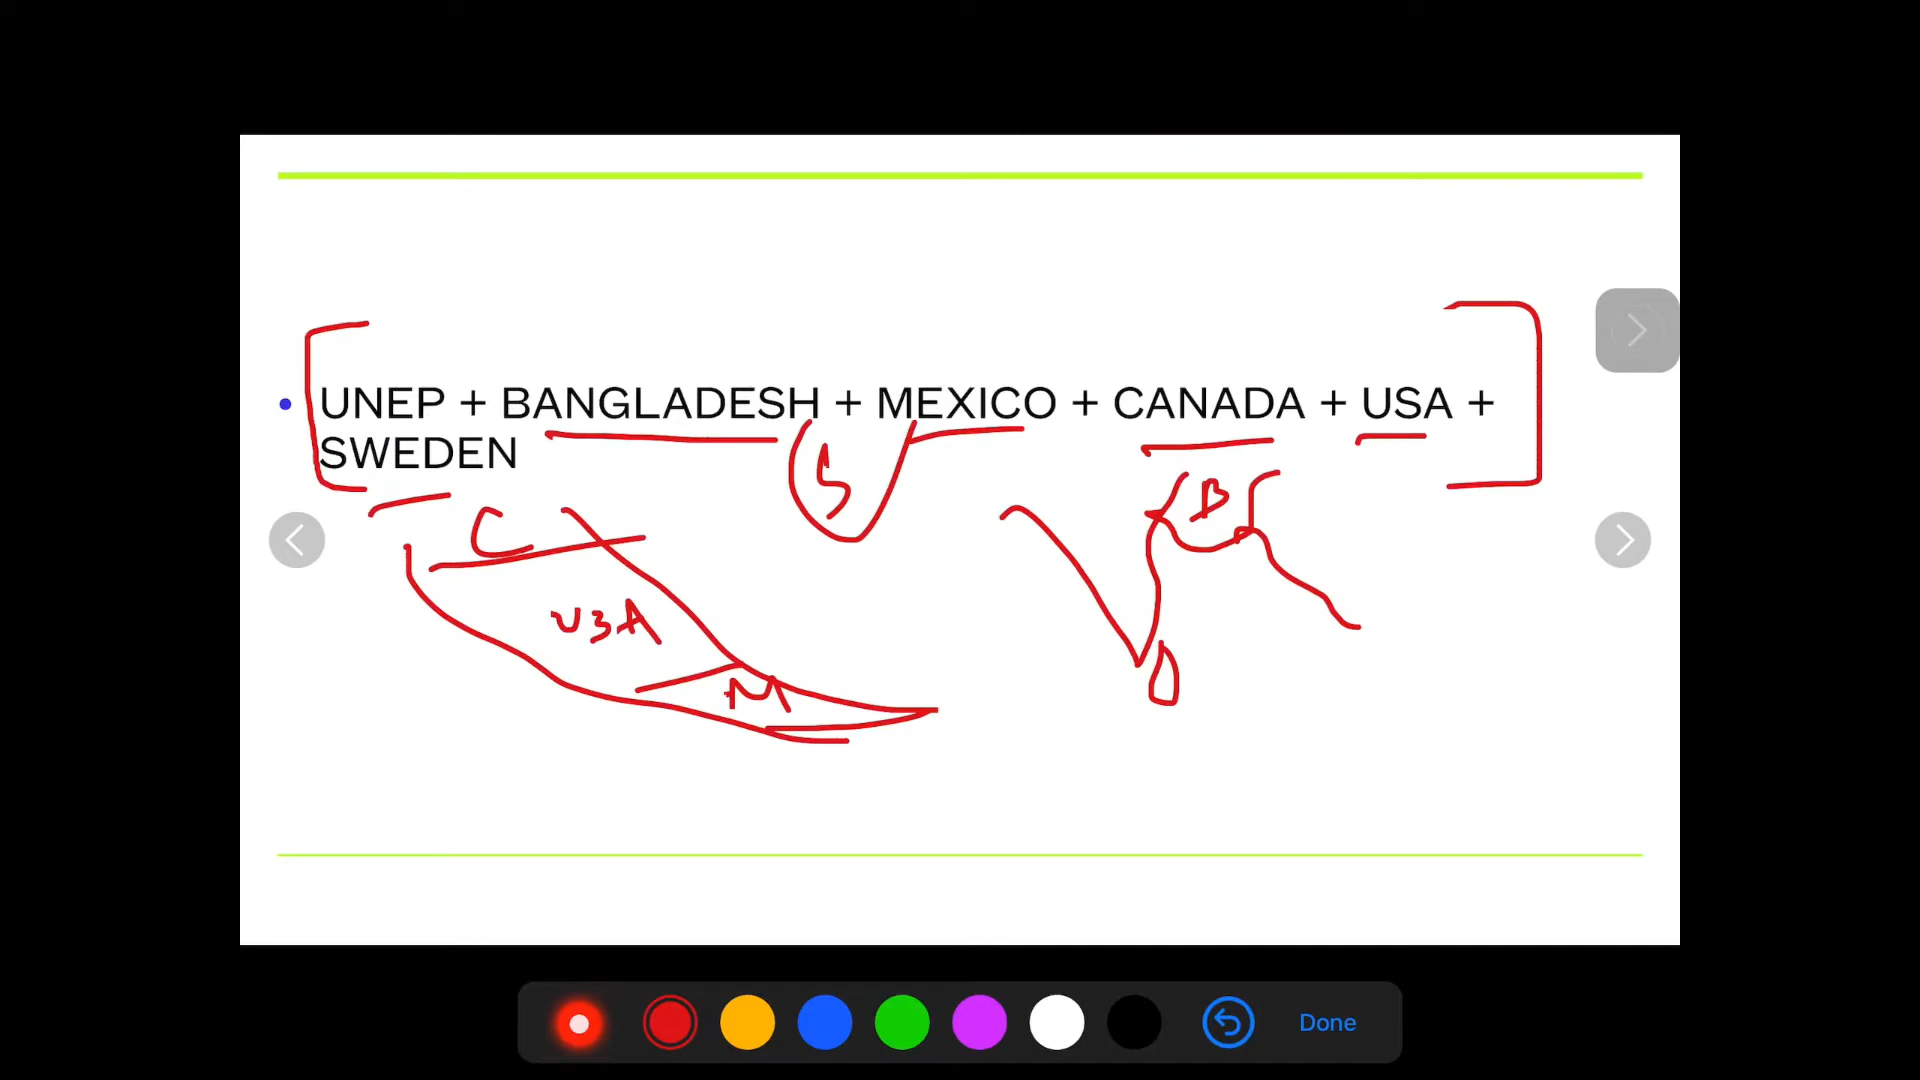 • UNEP + BANGLADESH + MEXICO + CANADA + USA +
SWEDEN
S
B
C
USA
M
Done